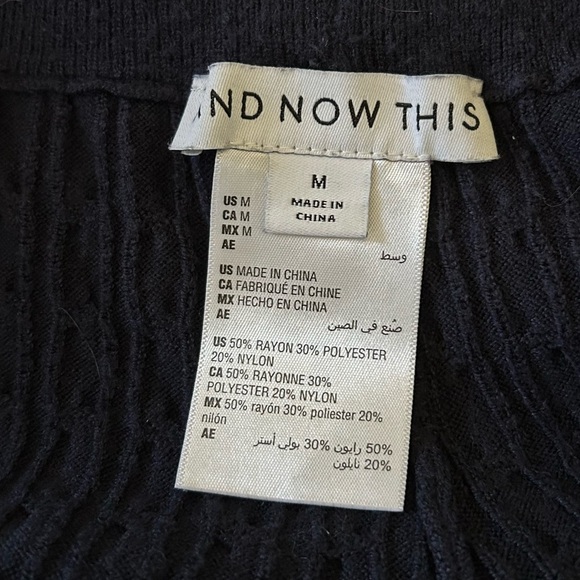 ND NOW THIS
M
MADE IN
CHINA
US M
CA M
MX M
AE
وسط
US MADE IN CHINA
CA FABRIQUÉ EN CHINE
MX HECHO EN CHINA
AE
صُنع في الصين
US 50% RAYON 30% POLYESTER
20% NYLON
CA 50% RAYONNE 30%
POLYESTER 20% NYLON
MX 50% rayón 30% poliester 20%
nilón
AE
50% رايون 30% بولي أستر
20% نايلون